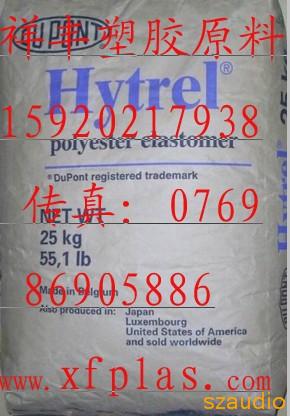 祥丰塑胶原料
DUPONT
Hytrel®
15920217938
polyester elastomer
®DuPont registered trademark
传真: 0769
NET WT
25 kg
55,1 lb
86905886
Made in Belgium
Also produced in: Japan
Luxembourg
United States of America
and sold worldwide
www.xfplas.com
szaudio